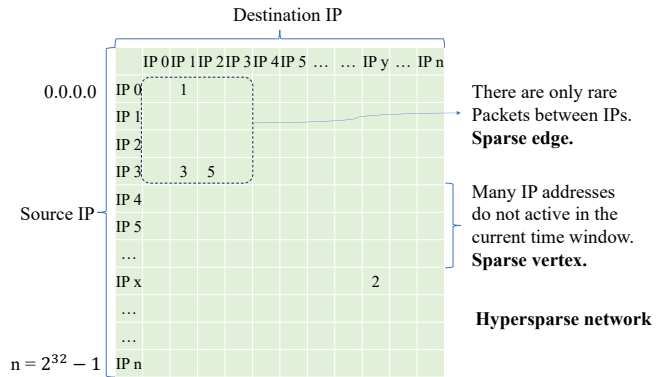 Destination IP
IP 0 IP 1 IP 2 IP 3 IP 4 IP 5 … … IP y … IP n
0.0.0.0 IP 0 1
IP 1
IP 2
IP 3 3 5
Source IP
IP 4
IP 5
…
IP x 2
…
…
n = 2³² − 1 IP n
There are only rare
Packets between IPs.
Sparse edge.
Many IP addresses
do not active in the
current time window.
Sparse vertex.
Hypersparse network